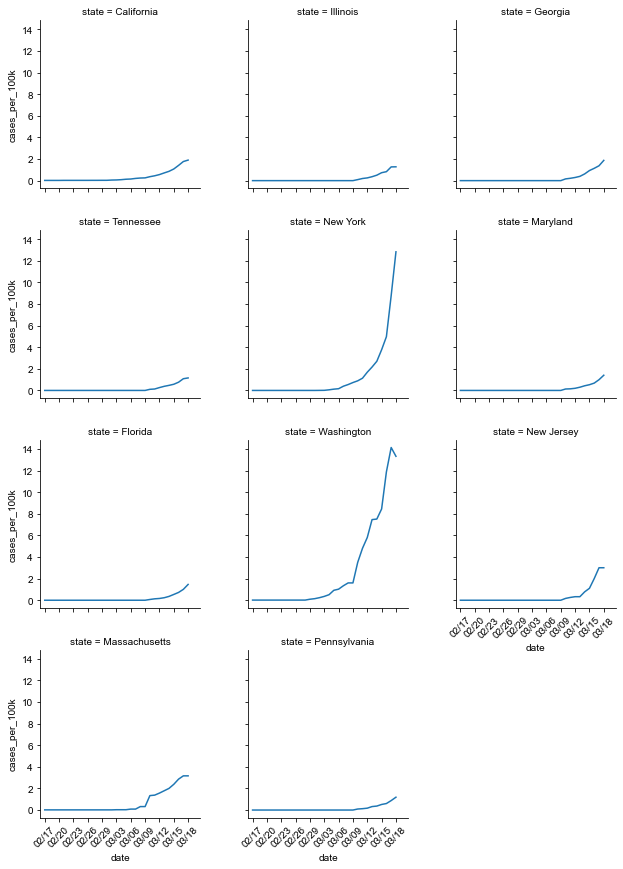 state = California
state = Illinois
state = Georgia
14
12
10
8
6
4
2
0
cases_per_100k
state = Tennessee
state = New York
state = Maryland
14
12
10
8
6
4
2
0
cases_per_100k
state = Florida
state = Washington
state = New Jersey
14
12
10
8
6
4
2
0
cases_per_100k
02/17 02/20 02/23 02/26 02/29 03/03 03/06 03/09 03/12 03/15 03/18
date
state = Massachusetts
state = Pennsylvania
14
12
10
8
6
4
2
0
cases_per_100k
02/17 02/20 02/23 02/26 02/29 03/03 03/06 03/09 03/12 03/15 03/18
date
02/17 02/20 02/23 02/26 02/29 03/03 03/06 03/09 03/12 03/15 03/18
date